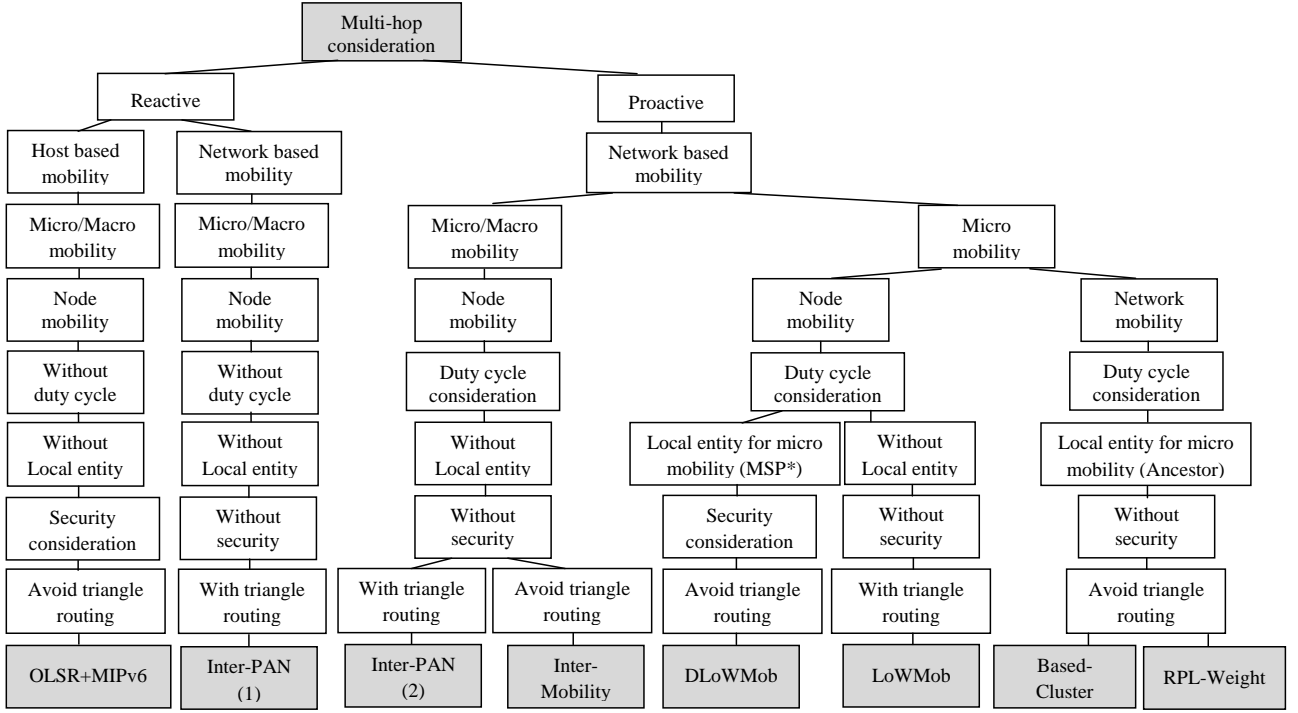 Multi-hop
consideration
Reactive
Proactive
Host based
mobility
Network based
mobility
Network based
mobility
Micro/Macro
mobility
Micro/Macro
mobility
Micro/Macro
mobility
Micro
mobility
Node
mobility
Node
mobility
Node
mobility
Node
mobility
Network
mobility
Without
duty cycle
Without
duty cycle
Duty cycle
consideration
Duty cycle
consideration
Duty cycle
consideration
Without
Local entity
Without
Local entity
Without
Local entity
Local entity for micro
mobility (MSP*)
Without
Local entity
Local entity for micro
mobility (Ancestor)
Security
consideration
Without
security
Without
security
Security
consideration
Without
security
Without
security
Avoid triangle
routing
With triangle
routing
With triangle
routing
Avoid triangle
routing
Avoid triangle
routing
With triangle
routing
Avoid triangle
routing
OLSR+MIPv6
Inter-PAN
(1)
Inter-PAN
(2)
Inter-
Mobility
DLoWMob
LoWMob
Based-
Cluster
RPL-Weight